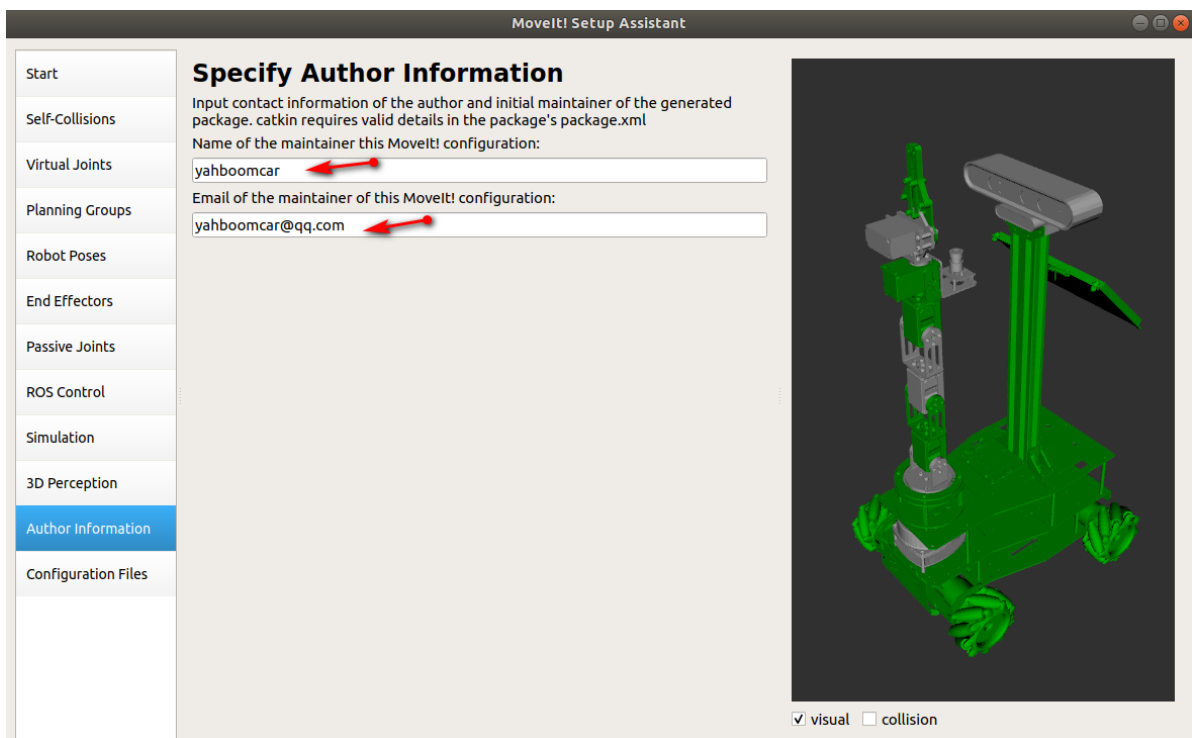 MoveIt! Setup Assistant
Start
Self-Collisions
Virtual Joints
Planning Groups
Robot Poses
End Effectors
Passive Joints
ROS Control
Simulation
3D Perception
Author Information
Configuration Files
Specify Author Information
Input contact information of the author and initial maintainer of the generated
package. catkin requires valid details in the package's package.xml
Name of the maintainer this MoveIt! configuration:
yahboomcar
Email of the maintainer of this MoveIt! configuration:
yahboomcar@qq.com
visual
collision